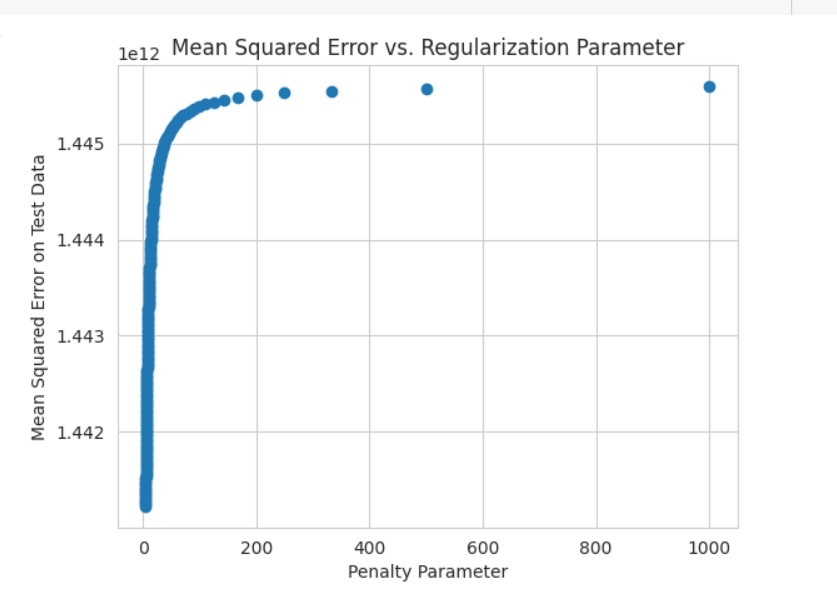 1e12
Mean Squared Error vs. Regularization Parameter
Mean Squared Error on Test Data
1.445
1.444
1.443
1.442
0 200 400 600 800 1000
Penalty Parameter